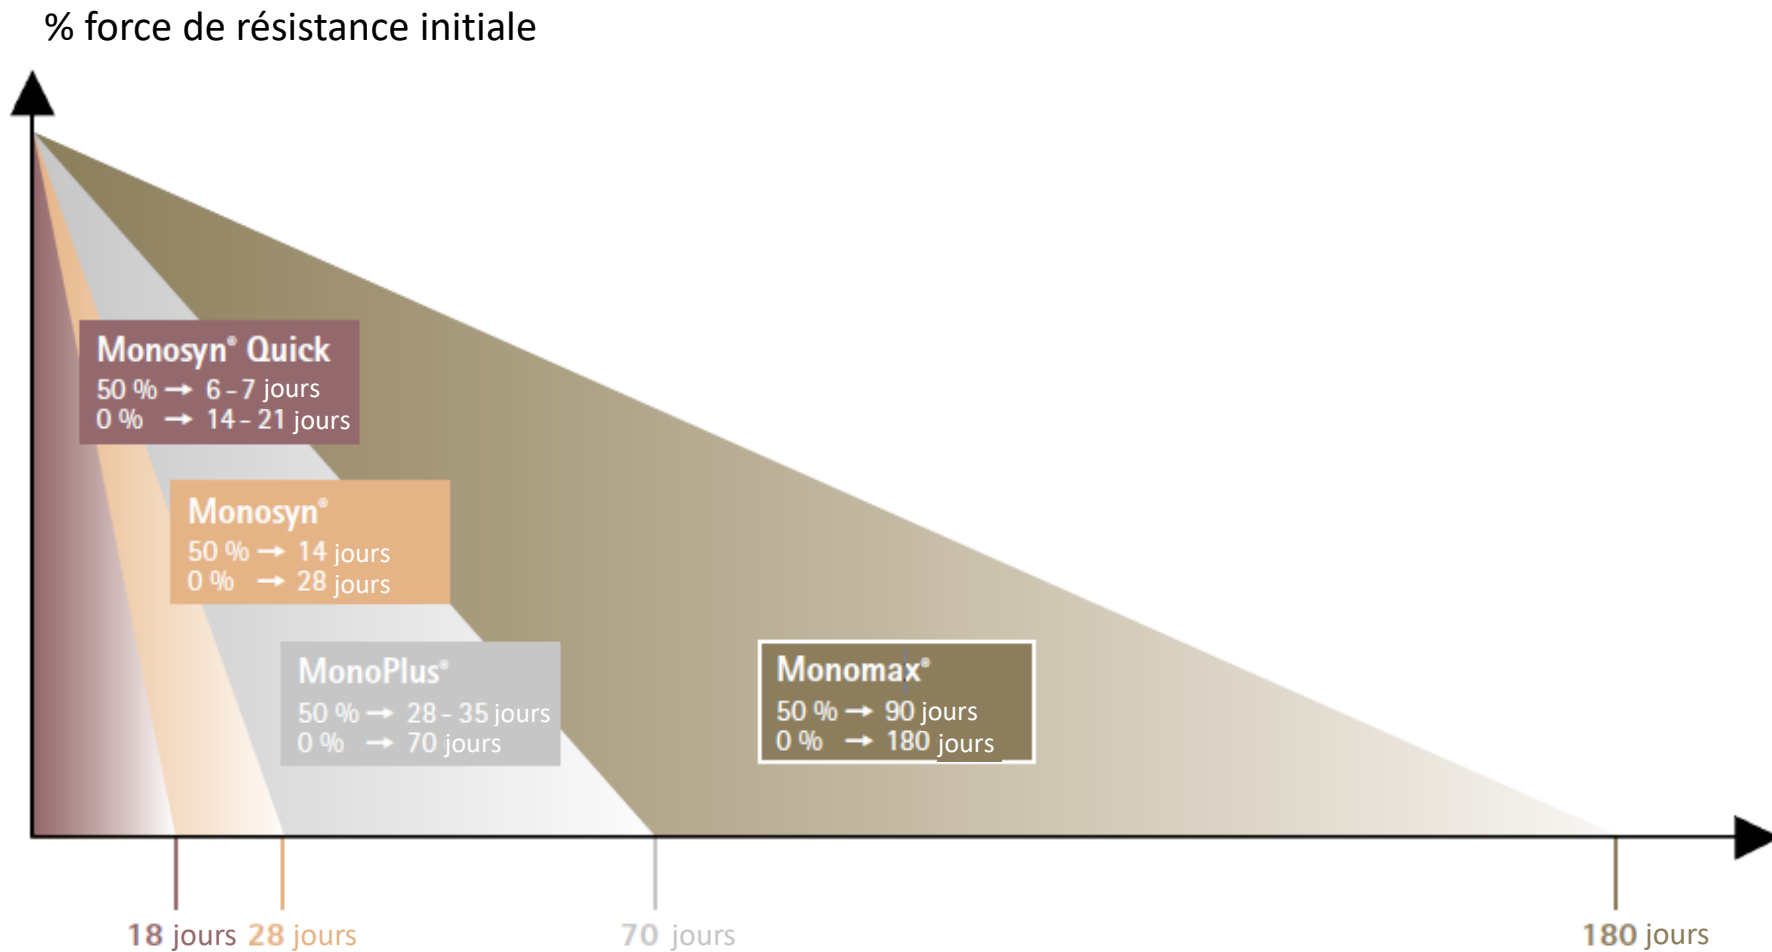 % force de résistance initiale
Monosyn® Quick
50 % → 6 – 7 jours
0 % → 14 – 21 jours
Monosyn®
50 % → 14 jours
0 % → 28 jours
MonoPlus®
50 % → 28 – 35 jours
0 % → 70 jours
Monomax®
50 % → 90 jours
0 % → 180 jours
18 jours 28 jours 70 jours 180 jours